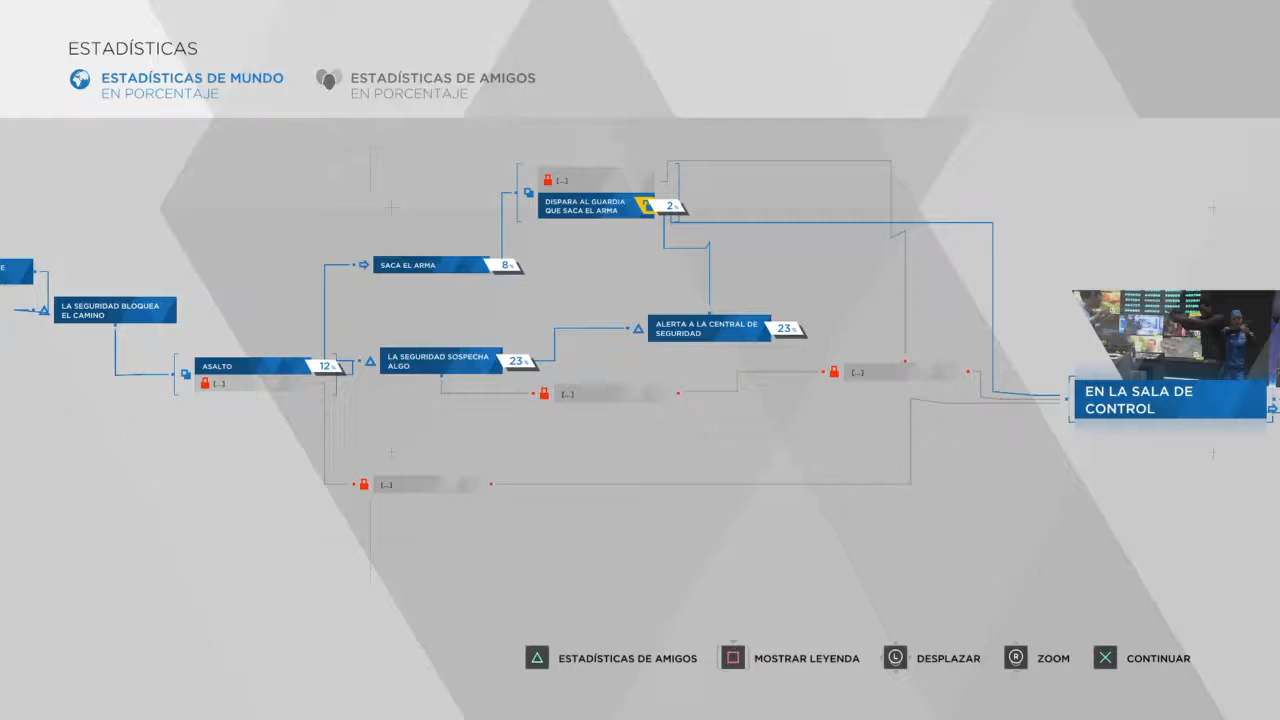 ESTADÍSTICAS
ESTADÍSTICAS DE MUNDO
EN PORCENTAJE
ESTADÍSTICAS DE AMIGOS
EN PORCENTAJE
[...]
DISPARA AL GUARDIA
QUE SACA EL ARMA
2%
SACA EL ARMA
8%
E
LA SEGURIDAD BLOQUEA
EL CAMINO
ALERTA A LA CENTRAL DE
SEGURIDAD
23%
LA SEGURIDAD SOSPECHA
ALGO
23%
ASALTO
12%
[...]
[...]
[...]
EN LA SALA DE
CONTROL
[...]
ESTADÍSTICAS DE AMIGOS
MOSTRAR LEYENDA
L
DESPLAZAR
R
ZOOM
CONTINUAR